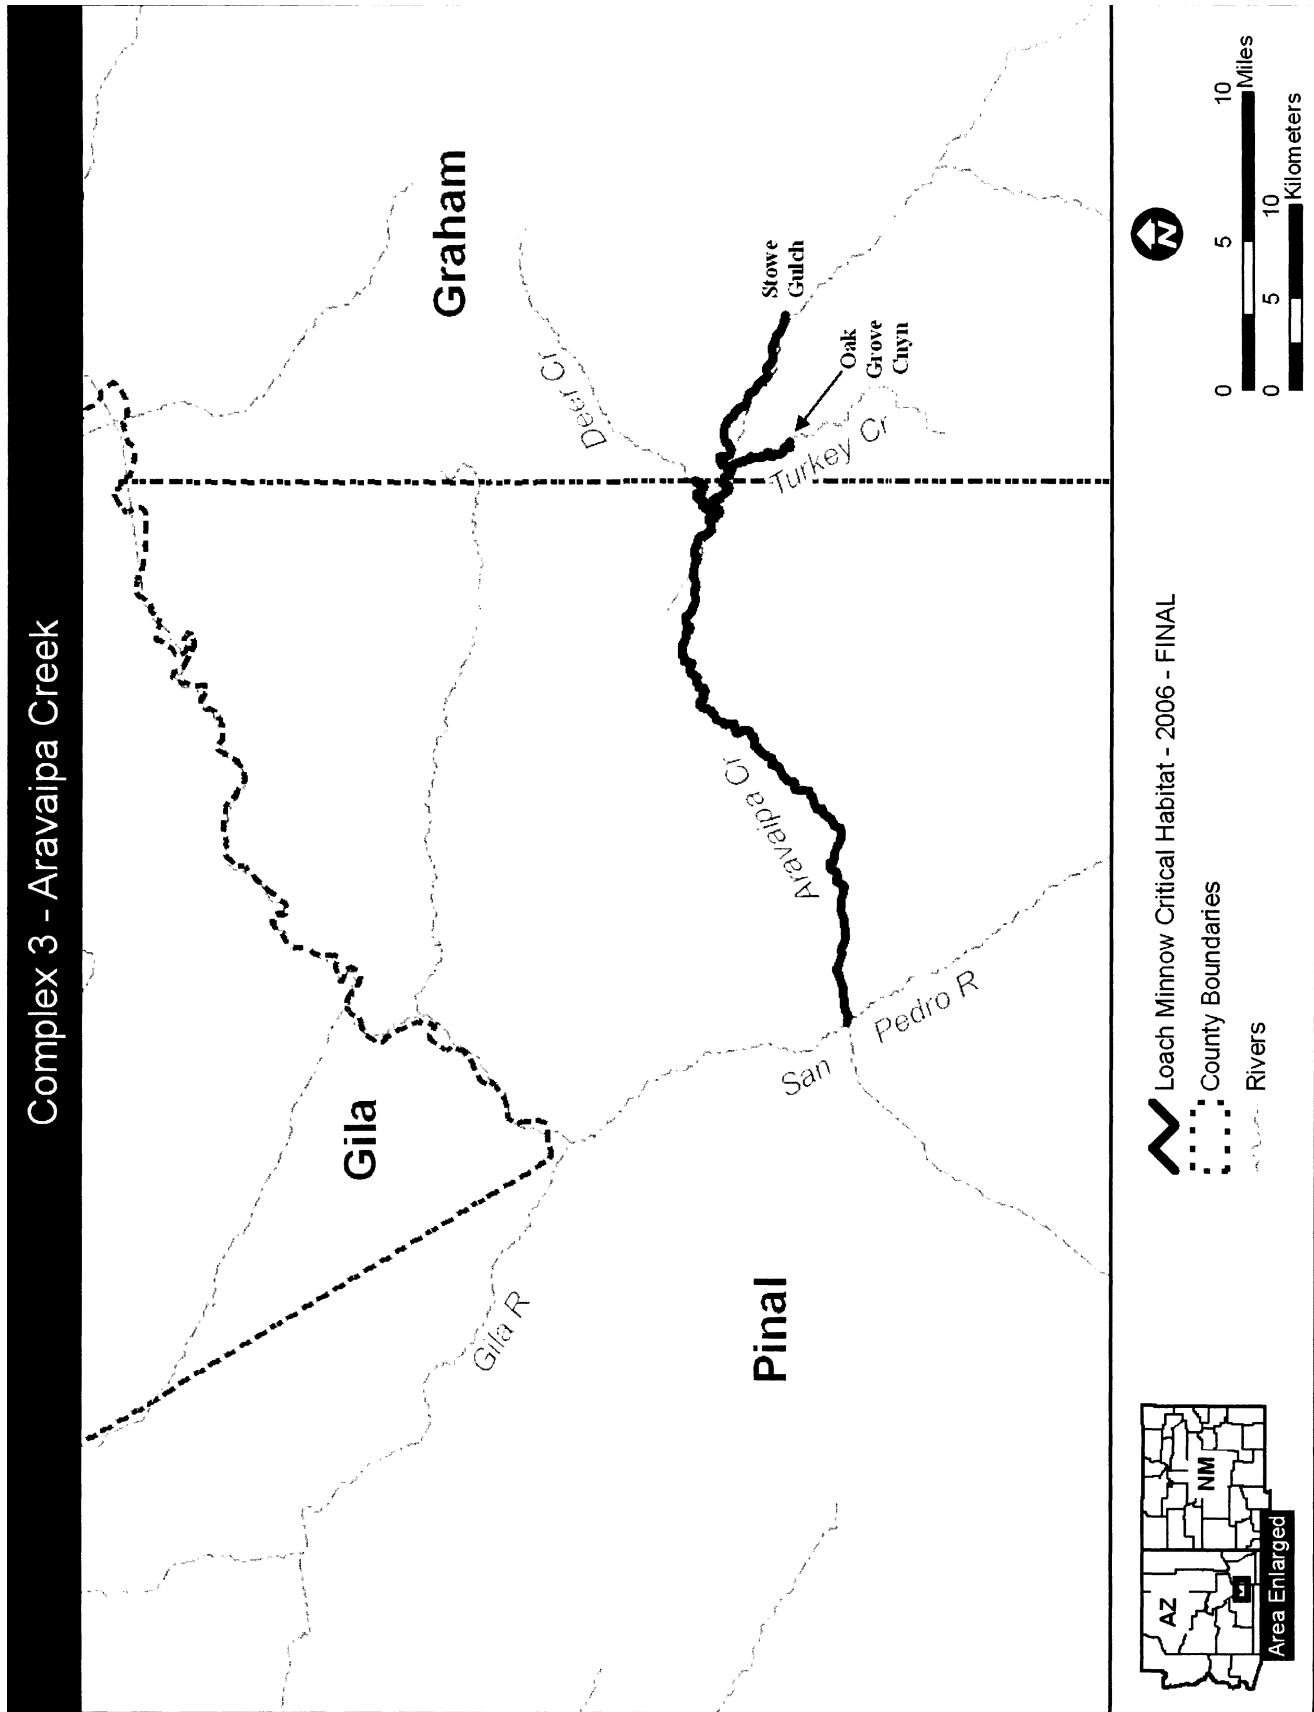 Complex 3 - Aravaipa Creek
Gila
Graham
Pinal
Gila R
Deer Cr
Aravaipa Cr
San
Pedro R
Turkey Cr
Stowe
Gulch
Oak
Grove
Cnyn
AZ
NM
Area Enlarged
Loach Minnow Critical Habitat - 2006 - FINAL
County Boundaries
Rivers
N
0 5 10
Miles
0 5 10
Kilometers